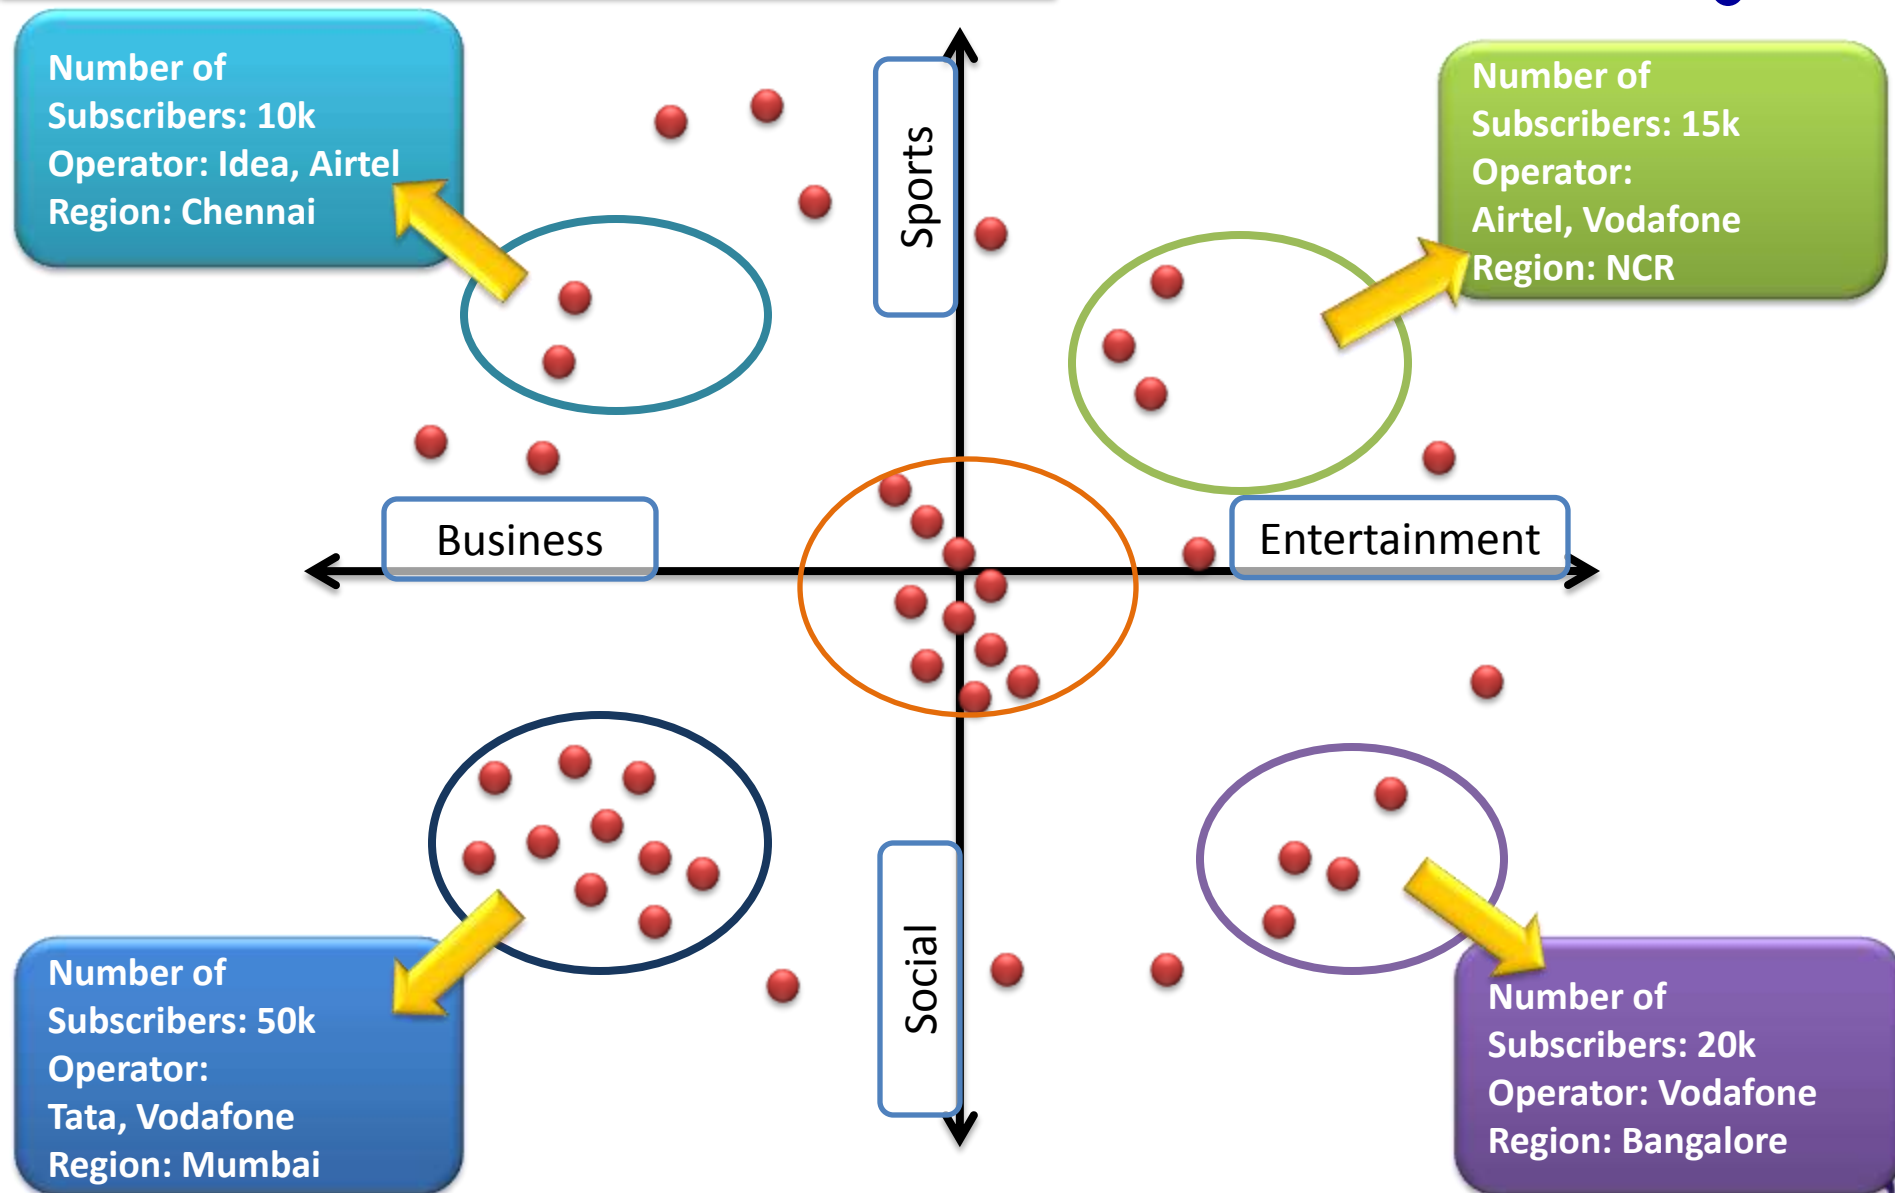 Number of
Subscribers: 10k
Operator: Idea, Airtel
Region: Chennai
Number of
Subscribers: 15k
Operator:
Airtel, Vodafone
Region: NCR
Sports
Business
Entertainment
Social
Number of
Subscribers: 50k
Operator:
Tata, Vodafone
Region: Mumbai
Number of
Subscribers: 20k
Operator: Vodafone
Region: Bangalore